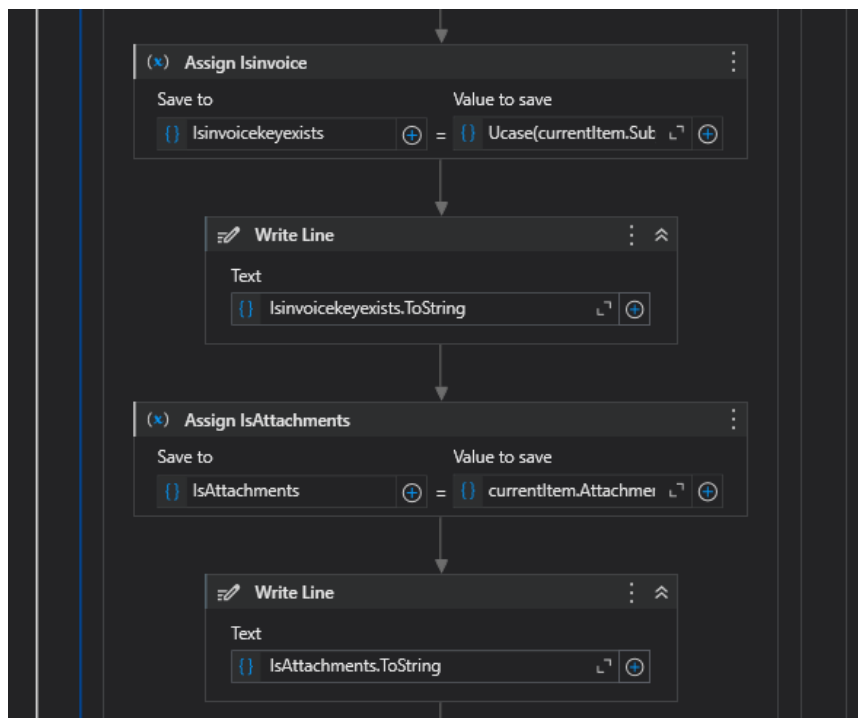 (x) Assign Isinvoice
Save to Value to save
{} Isinvoicekeyexists = {} Ucase(currentItem.Sub
Write Line
Text
{} Isinvoicekeyexists.ToString
(x) Assign IsAttachments
Save to Value to save
{} IsAttachments = {} currentItem.Attachmer
Write Line
Text
{} IsAttachments.ToString